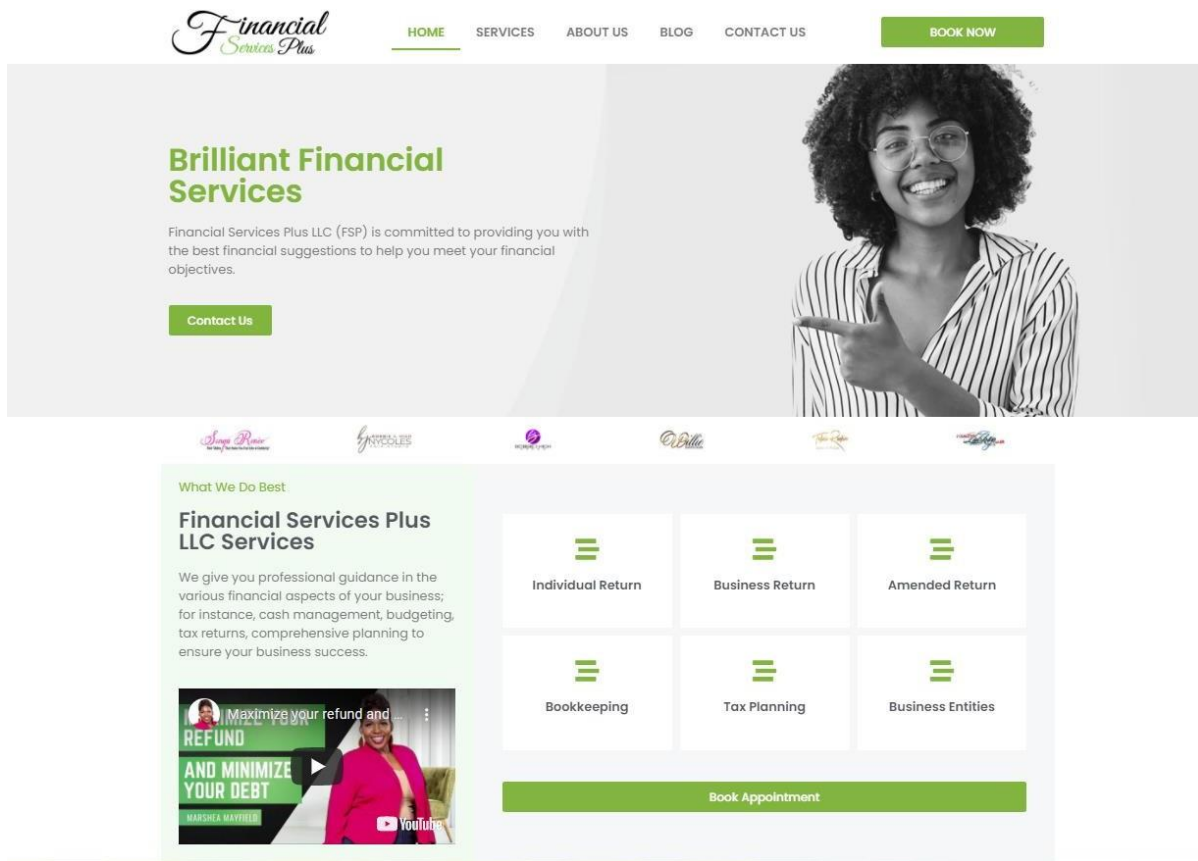 Financial
Services Plus
HOME
SERVICES
ABOUT US
BLOG
CONTACT US
BOOK NOW
Brilliant Financial
Services
Financial Services Plus LLC (FSP) is committed to providing you with
the best financial suggestions to help you meet your financial
objectives.
Contact Us
What We Do Best
Financial Services Plus
LLC Services
We give you professional guidance in the
various financial aspects of your business;
for instance, cash management, budgeting,
tax returns, comprehensive planning to
ensure your business success.
Maximize your refund and ...
REFUND
AND MINIMIZE
YOUR DEBT
MARSHEA MAYFIELD
YouTube
Individual Return
Business Return
Amended Return
Bookkeeping
Tax Planning
Business Entities
Book Appointment